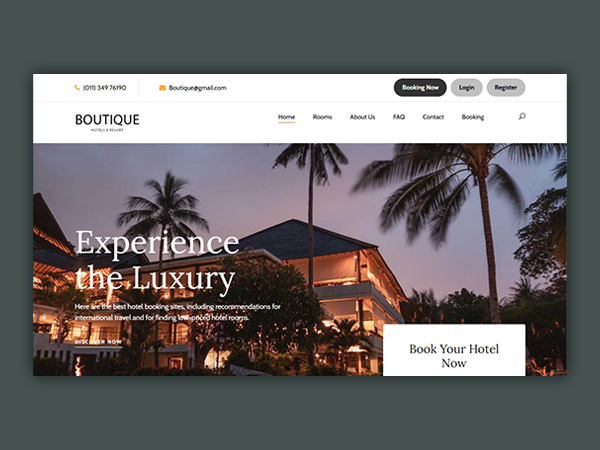 (011) 349 76190
Boutique@gmail.com
Booking Now
Login
Register
BOUTIQUE
HOTELS & RESORT
Home
Rooms
About Us
FAQ
Contact
Booking
Experience
the Luxury
Here are the best hotel booking sites, including recommendations for
international travel and for finding low-priced hotel rooms.
DISCOVER NOW
Book Your Hotel
Now